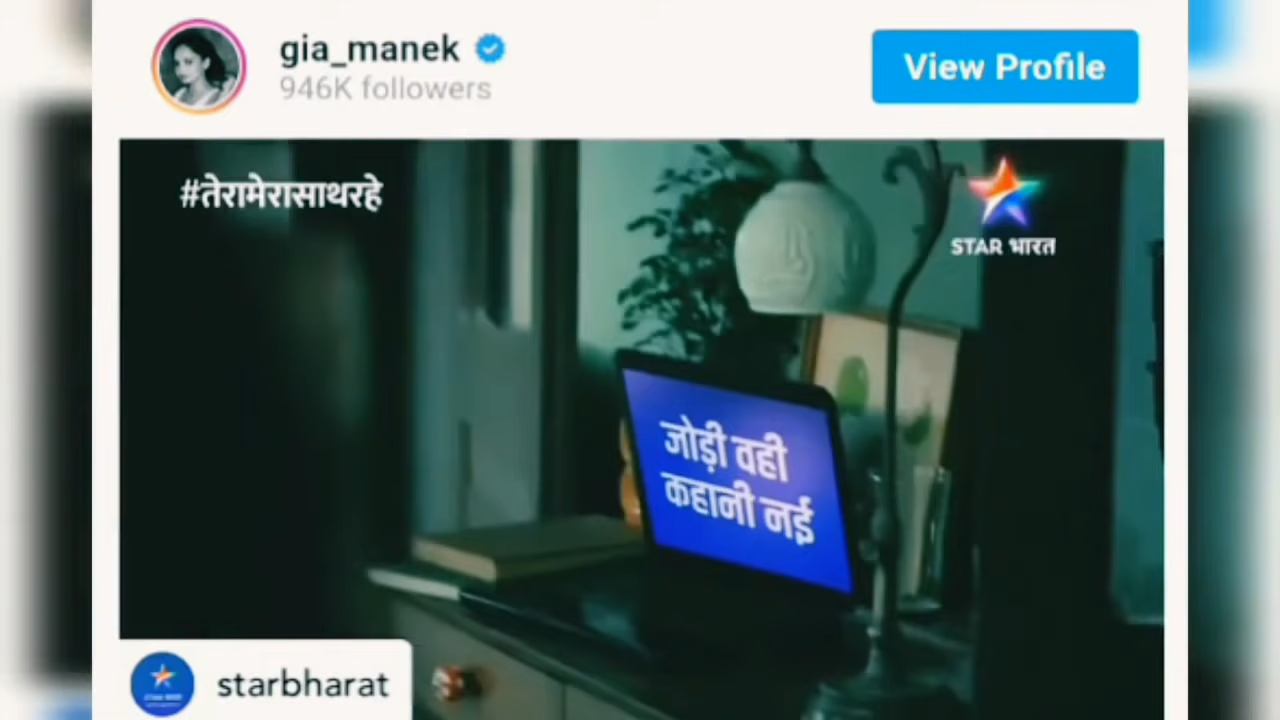 gia_manek
946K followers
View Profile
#तेरामेरासाथरहे
STAR भारत
जोड़ी वही
कहानी नई
starbharat